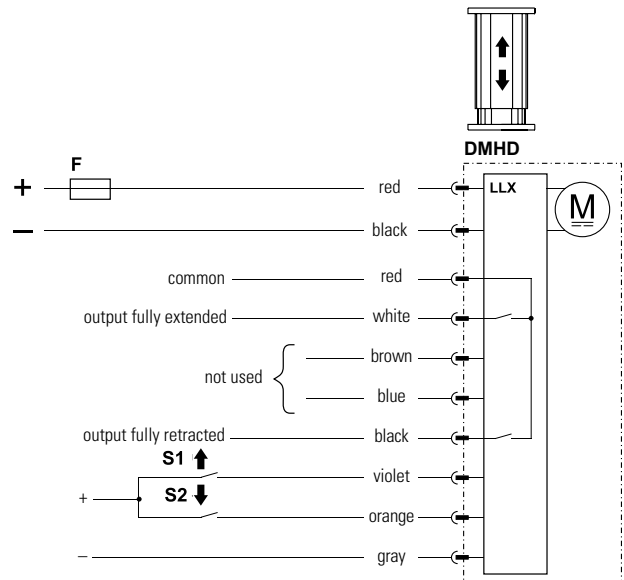 DMHD
F
+ red LLX M
– black
common red
output fully extended white
brown
not used
blue
output fully retracted black
S1 violet
+ S2
orange
– gray